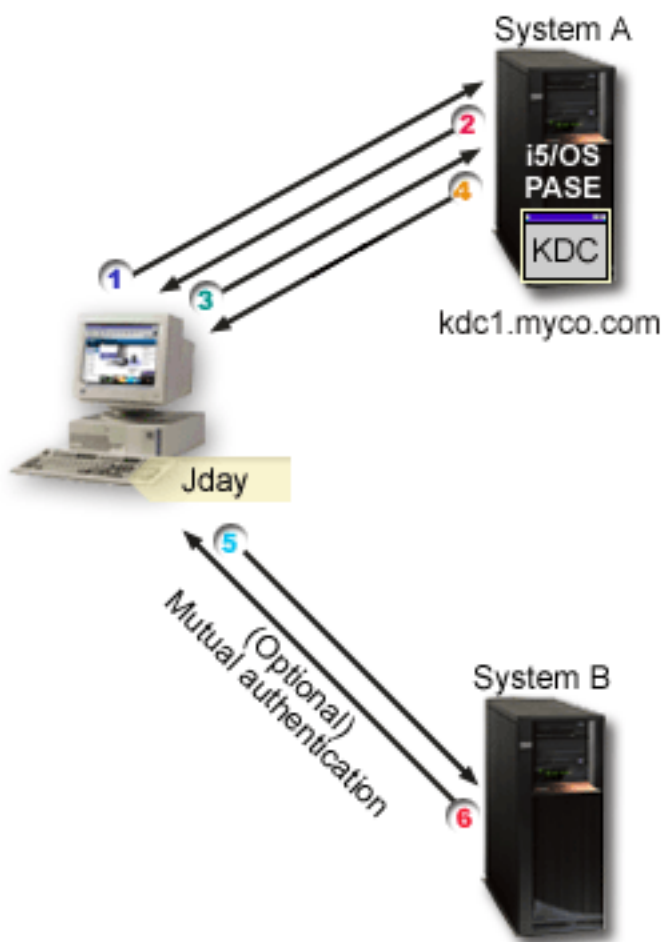 System A
2
i5/OS
PASE
4
KDC
1
3
kdc1.myco.com
Jday
5
(Optional)
Mutual authentication
System B
6